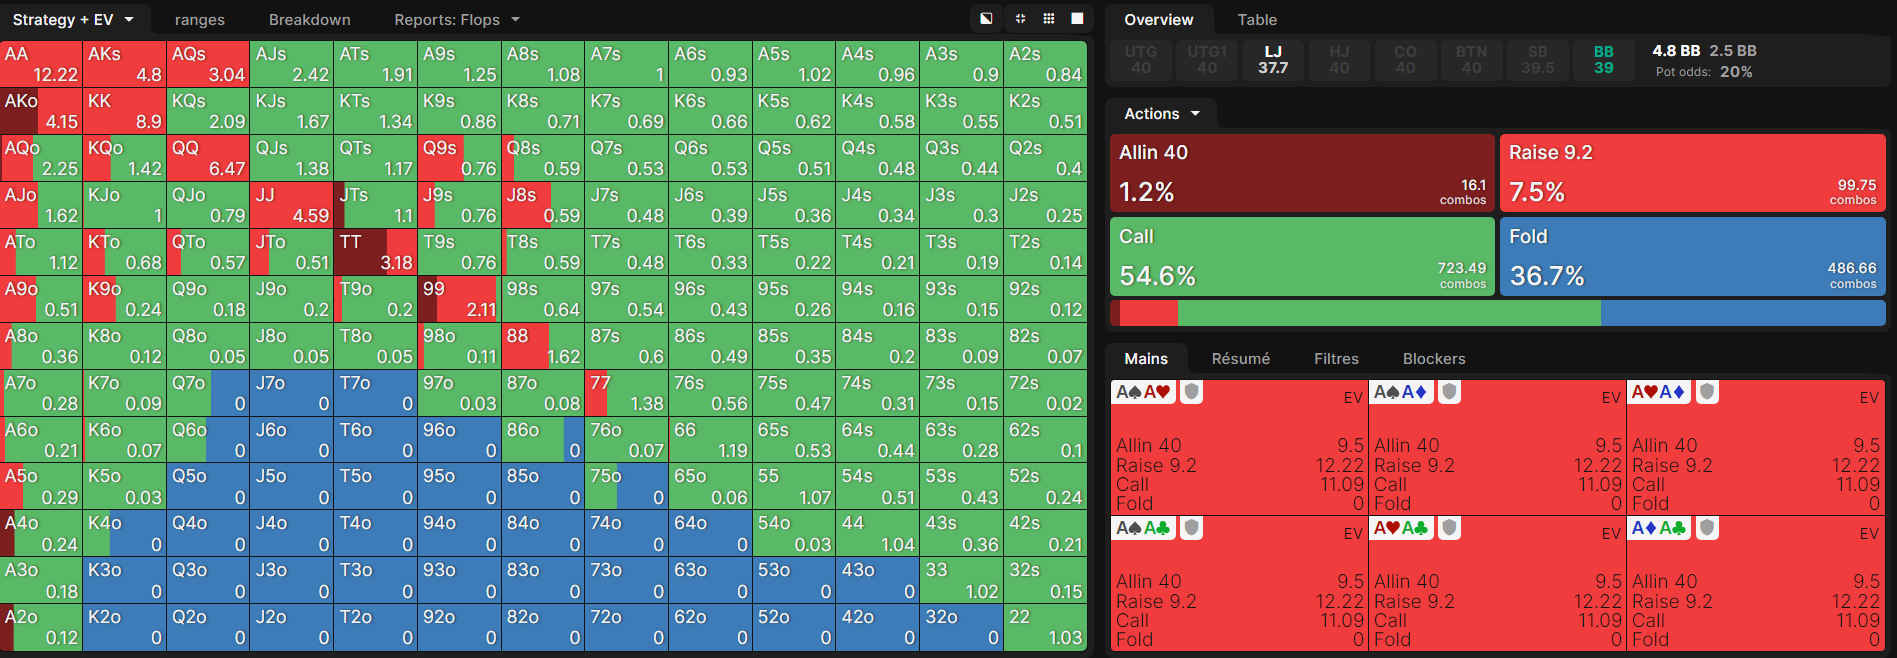 Strategy + EV ranges Breakdown Reports: Flops
AA AKs AQs AJs ATs A9s A8s A7s A6s A5s A4s A3s A2s
12.22 4.8 3.04 2.42 1.91 1.25 1.08 1 0.93 1.02 0.96 0.9 0.84
AKo KK KQs KJs KTs K9s K8s K7s K6s K5s K4s K3s K2s
4.15 8.9 2.09 1.67 1.34 0.86 0.71 0.69 0.66 0.62 0.58 0.55 0.51
AQo KQo QQ QJs QTs Q9s Q8s Q7s Q6s Q5s Q4s Q3s Q2s
2.25 1.42 6.47 1.38 1.17 0.76 0.59 0.53 0.53 0.51 0.48 0.44 0.4
AJo KJo QJo JJ JTs J9s J8s J7s J6s J5s J4s J3s J2s
1.62 1 0.79 4.59 1.1 0.76 0.59 0.48 0.39 0.36 0.34 0.3 0.25
ATo KTo QTo JTo TT T9s T8s T7s T6s T5s T4s T3s T2s
1.12 0.68 0.57 0.51 3.18 0.76 0.59 0.48 0.33 0.22 0.21 0.19 0.14
A9o K9o Q9o J9o T9o 99 98s 97s 96s 95s 94s 93s 92s
0.51 0.24 0.18 0.2 0.2 2.11 0.64 0.54 0.43 0.26 0.16 0.15 0.12
A8o K8o Q8o J8o T8o 98o 88 87s 86s 85s 84s 83s 82s
0.36 0.12 0.05 0.05 0.05 0.11 1.62 0.6 0.49 0.35 0.2 0.09 0.07
A7o K7o Q7o J7o T7o 97o 87o 77 76s 75s 74s 73s 72s
0.28 0.09 0 0 0 0.03 0.08 1.38 0.56 0.47 0.31 0.15 0.02
A6o K6o Q6o J6o T6o 96o 86o 76o 66 65s 64s 63s 62s
0.21 0.07 0 0 0 0 0 0.07 1.19 0.53 0.44 0.28 0.1
A5o K5o Q5o J5o T5o 95o 85o 75o 65o 55 54s 53s 52s
0.29 0.03 0 0 0 0 0 0 0.06 1.07 0.51 0.43 0.24
A4o K4o Q4o J4o T4o 94o 84o 74o 64o 54o 44 43s 42s
0.24 0 0 0 0 0 0 0 0 0.03 1.04 0.36 0.21
A3o K3o Q3o J3o T3o 93o 83o 73o 63o 53o 43o 33 32s
0.18 0 0 0 0 0 0 0 0 0 0 1.02 0.15
A2o K2o Q2o J2o T2o 92o 82o 72o 62o 52o 42o 32o 22
0.12 0 0 0 0 0 0 0 0 0 0 0 1.03
Overview Table
UTG UTG1 LJ HJ CO BTN SB BB 4.8 BB 2.5 BB
40 40 37.7 40 40 40 39.5 39 Pot odds: 20%
Actions
Allin 40 Raise 9.2
1.2% 16.1 combos 7.5% 99.75 combos
Call Fold
54.6% 723.49 combos 36.7% 486.66 combos
Mains Résumé Filtres Blockers
A♠A♥ EV A♠A♦ EV A♥A♦ EV
Allin 40 9.5 Allin 40 9.5 Allin 40 9.5
Raise 9.2 12.22 Raise 9.2 12.22 Raise 9.2 12.22
Call 11.09 Call 11.09 Call 11.09
Fold 0 Fold 0 Fold 0
A♠A♣ EV A♥A♣ EV A♦A♣ EV
Allin 40 9.5 Allin 40 9.5 Allin 40 9.5
Raise 9.2 12.22 Raise 9.2 12.22 Raise 9.2 12.22
Call 11.09 Call 11.09 Call 11.09
Fold 0 Fold 0 Fold 0